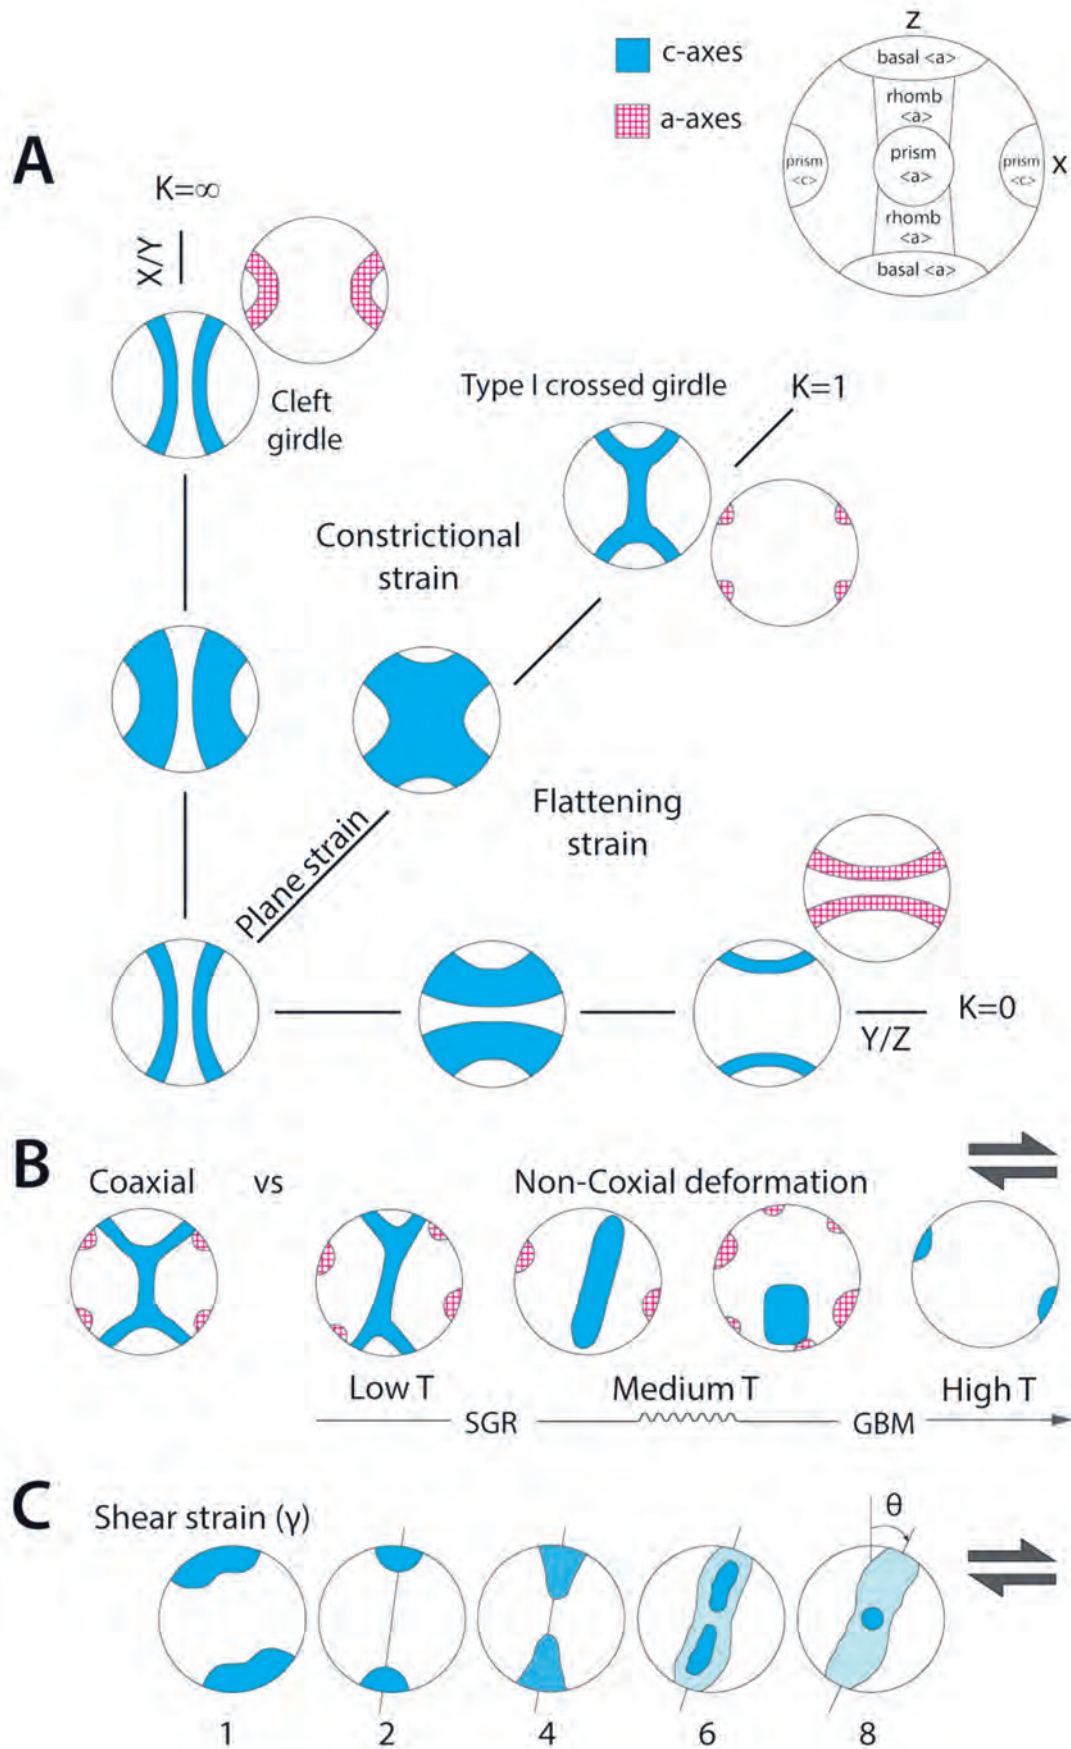 Z
c-axes
basal <a>
rhomb
<a>
a-axes
prism
<c>
prism
<a>
prism
<c>
X
rhomb
<a>
basal <a>
A
K=∞
X/Y
Cleft
girdle
Type I crossed girdle
K=1
Constrictional
strain
Flattening
strain
Plane strain
K=0
Y/Z
B
Coaxial vs Non-Coxial deformation
Low T
Medium T
High T
SGR
GBM
C
Shear strain (γ)
θ
1 2 4 6 8